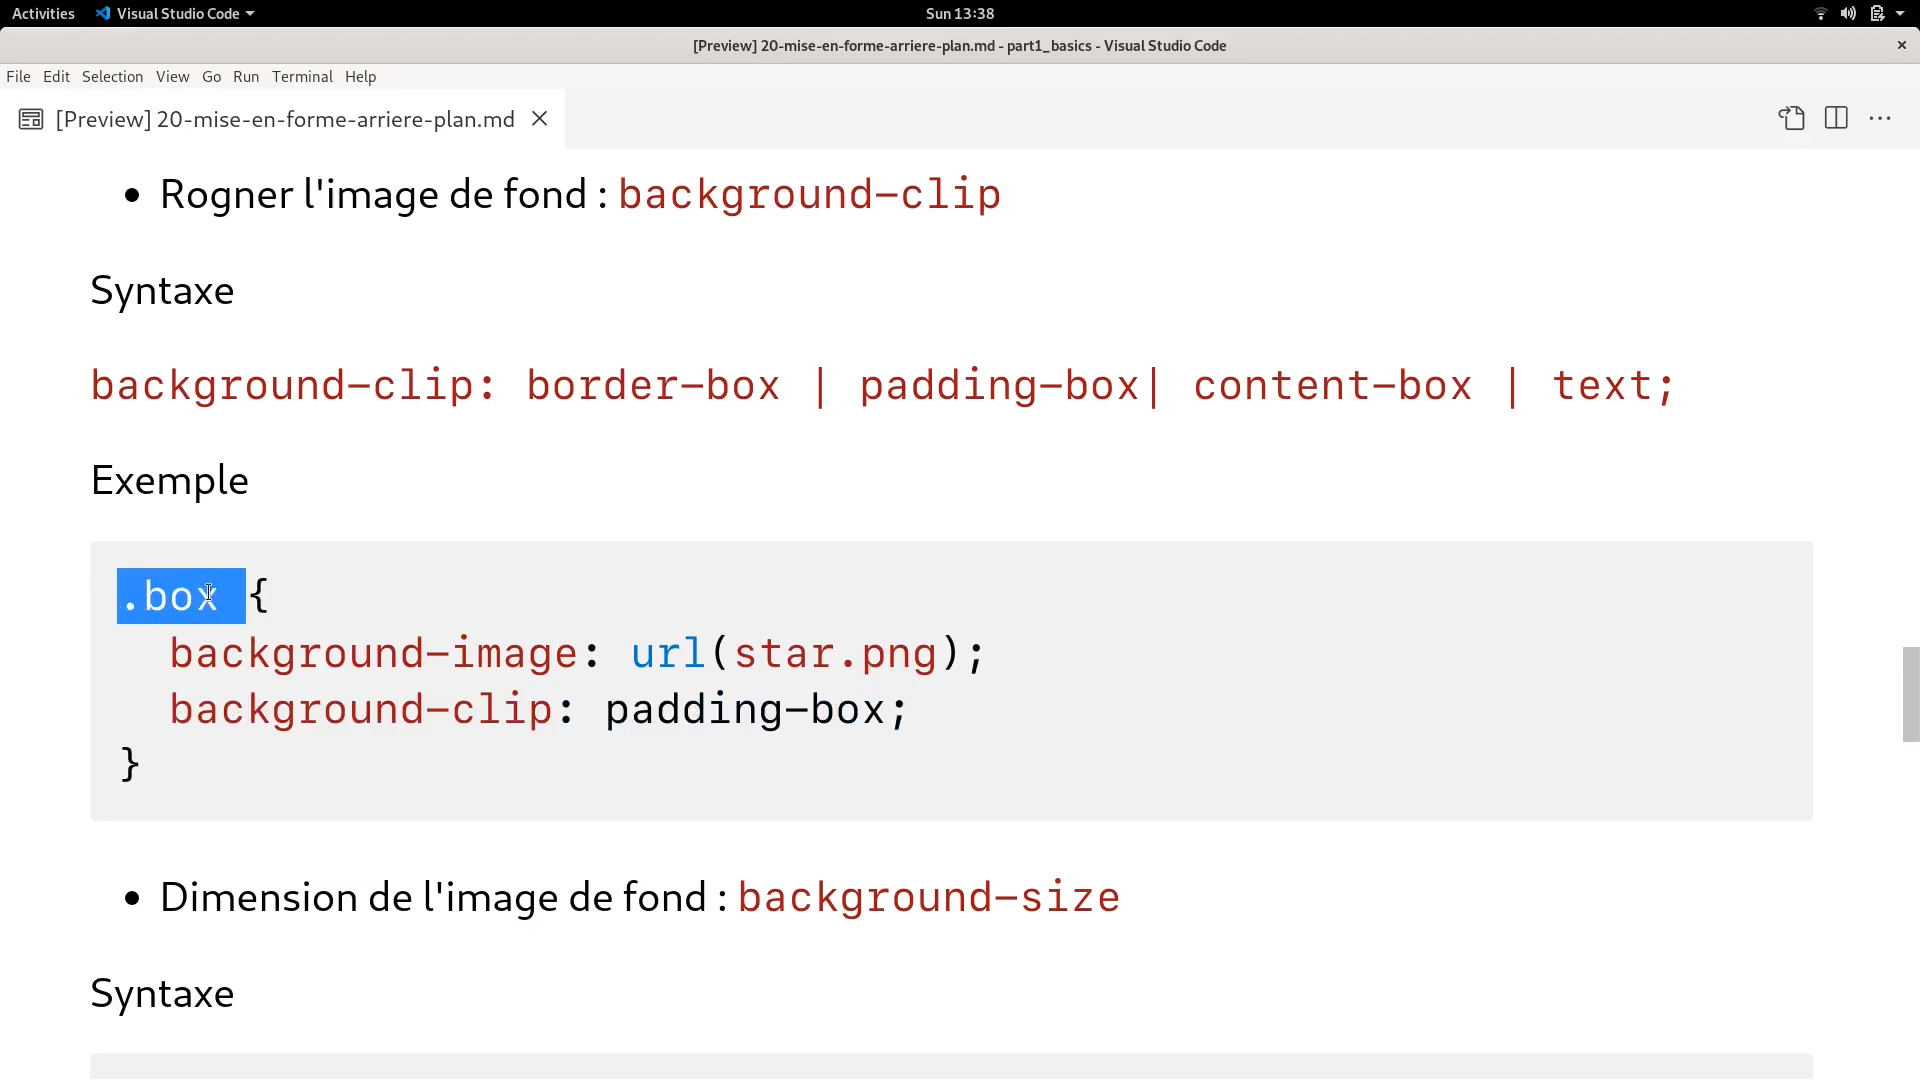 Activities Visual Studio Code Sun 13:38
[Preview] 20-mise-en-forme-arriere-plan.md - part1_basics - Visual Studio Code
File Edit Selection View Go Run Terminal Help
[Preview] 20-mise-en-forme-arriere-plan.md
• Rogner l'image de fond : background-clip
Syntaxe
background-clip: border-box | padding-box| content-box | text;
Exemple
.box {
background-image: url(star.png);
background-clip: padding-box;
}
• Dimension de l'image de fond : background-size
Syntaxe